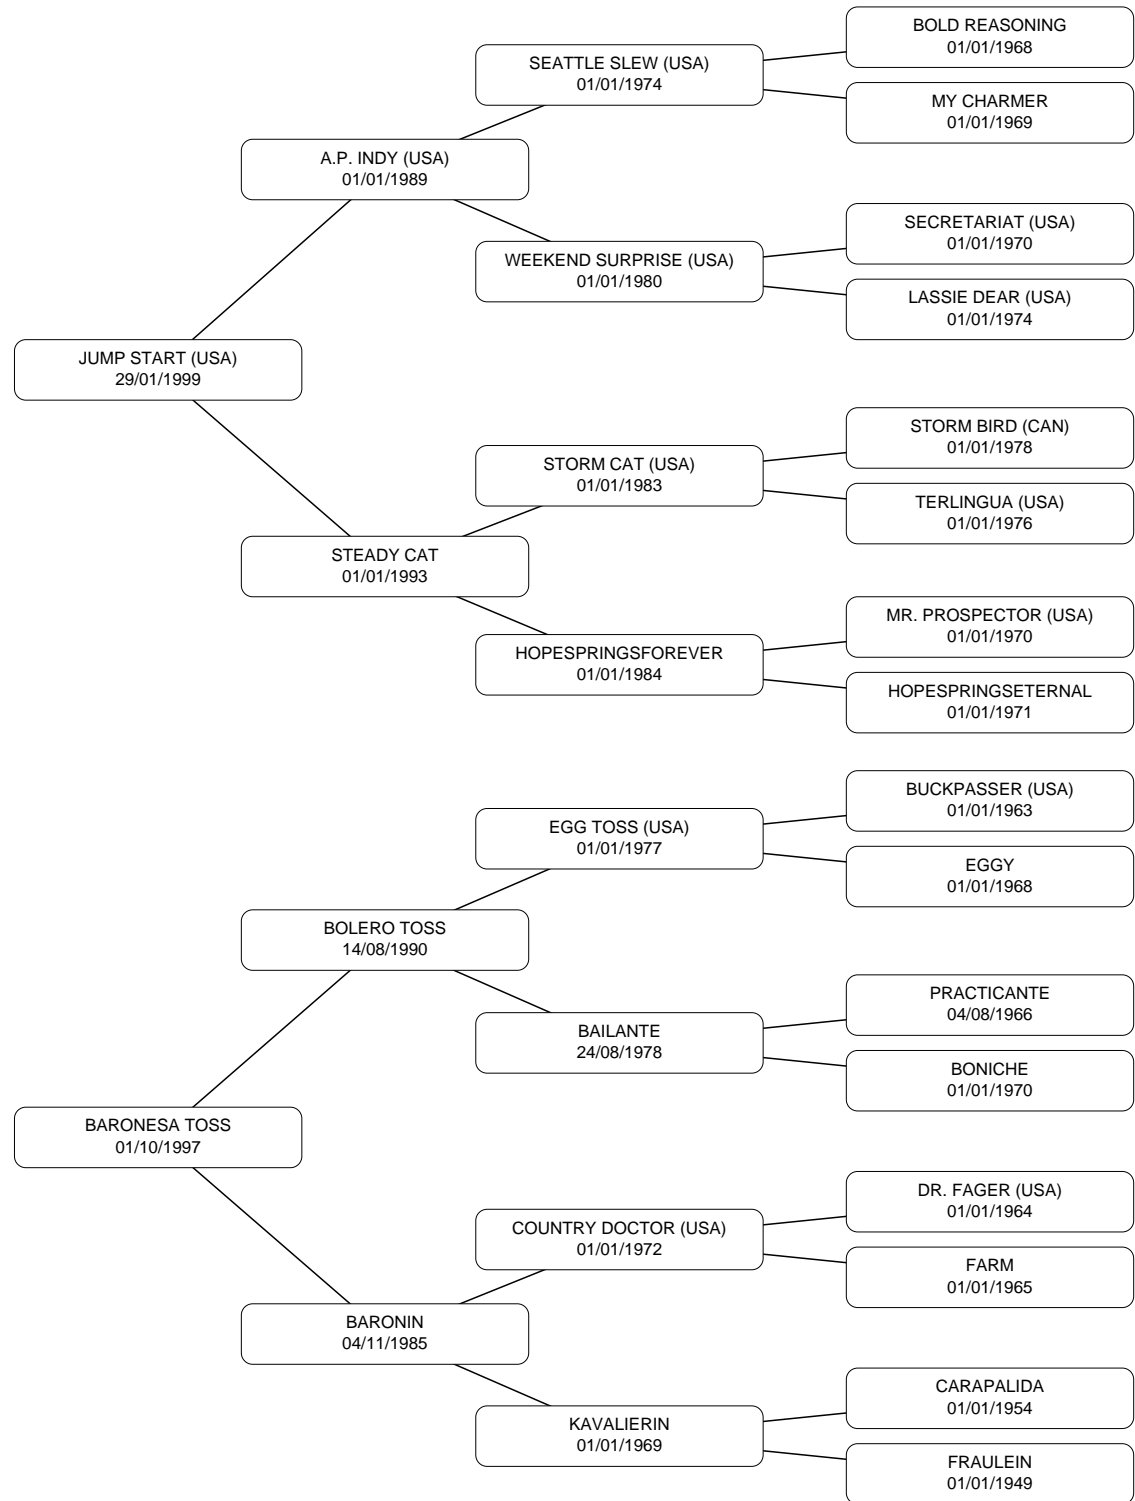 BOLD REASONING
01/01/1968
SEATTLE SLEW (USA)
01/01/1974
MY CHARMER
01/01/1969
A.P. INDY (USA)
01/01/1989
SECRETARIAT (USA)
01/01/1970
WEEKEND SURPRISE (USA)
01/01/1980
LASSIE DEAR (USA)
01/01/1974
JUMP START (USA)
29/01/1999
STORM BIRD (CAN)
01/01/1978
STORM CAT (USA)
01/01/1983
TERLINGUA (USA)
01/01/1976
STEADY CAT
01/01/1993
MR. PROSPECTOR (USA)
01/01/1970
HOPESPRINGSFOREVER
01/01/1984
HOPESPRINGSETERNAL
01/01/1971
BUCKPASSER (USA)
01/01/1963
EGG TOSS (USA)
01/01/1977
EGGY
01/01/1968
BOLERO TOSS
14/08/1990
PRACTICANTE
04/08/1966
BAILANTE
24/08/1978
BONICHE
01/01/1970
BARONESA TOSS
01/10/1997
DR. FAGER (USA)
01/01/1964
COUNTRY DOCTOR (USA)
01/01/1972
FARM
01/01/1965
BARONIN
04/11/1985
CARAPALIDA
01/01/1954
KAVALIERIN
01/01/1969
FRAULEIN
01/01/1949